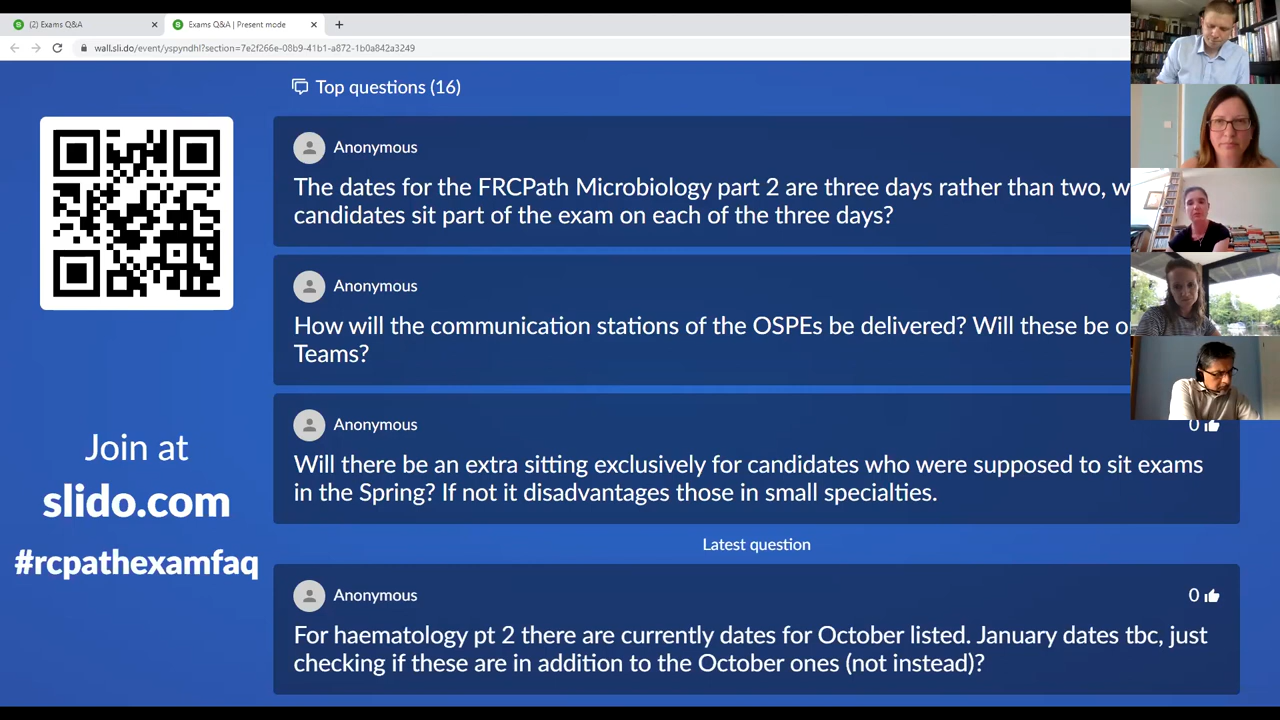 (2) Exams Q&A
Exams Q&A | Present mode
wall.sli.do/event/yspyndhl?section=7e2f266e-08b9-41b1-a872-1b0a842a3249
Top questions (16)
Anonymous
The dates for the FRCPath Microbiology part 2 are three days rather than two, w
candidates sit part of the exam on each of the three days?
Anonymous
How will the communication stations of the OSPEs be delivered? Will these be o
Teams?
Anonymous
0
Will there be an extra sitting exclusively for candidates who were supposed to sit exams
in the Spring? If not it disadvantages those in small specialties.
Join at
slido.com
#rcpathexamfaq
Latest question
Anonymous
0
For haematology pt 2 there are currently dates for October listed. January dates tbc, just
checking if these are in addition to the October ones (not instead)?